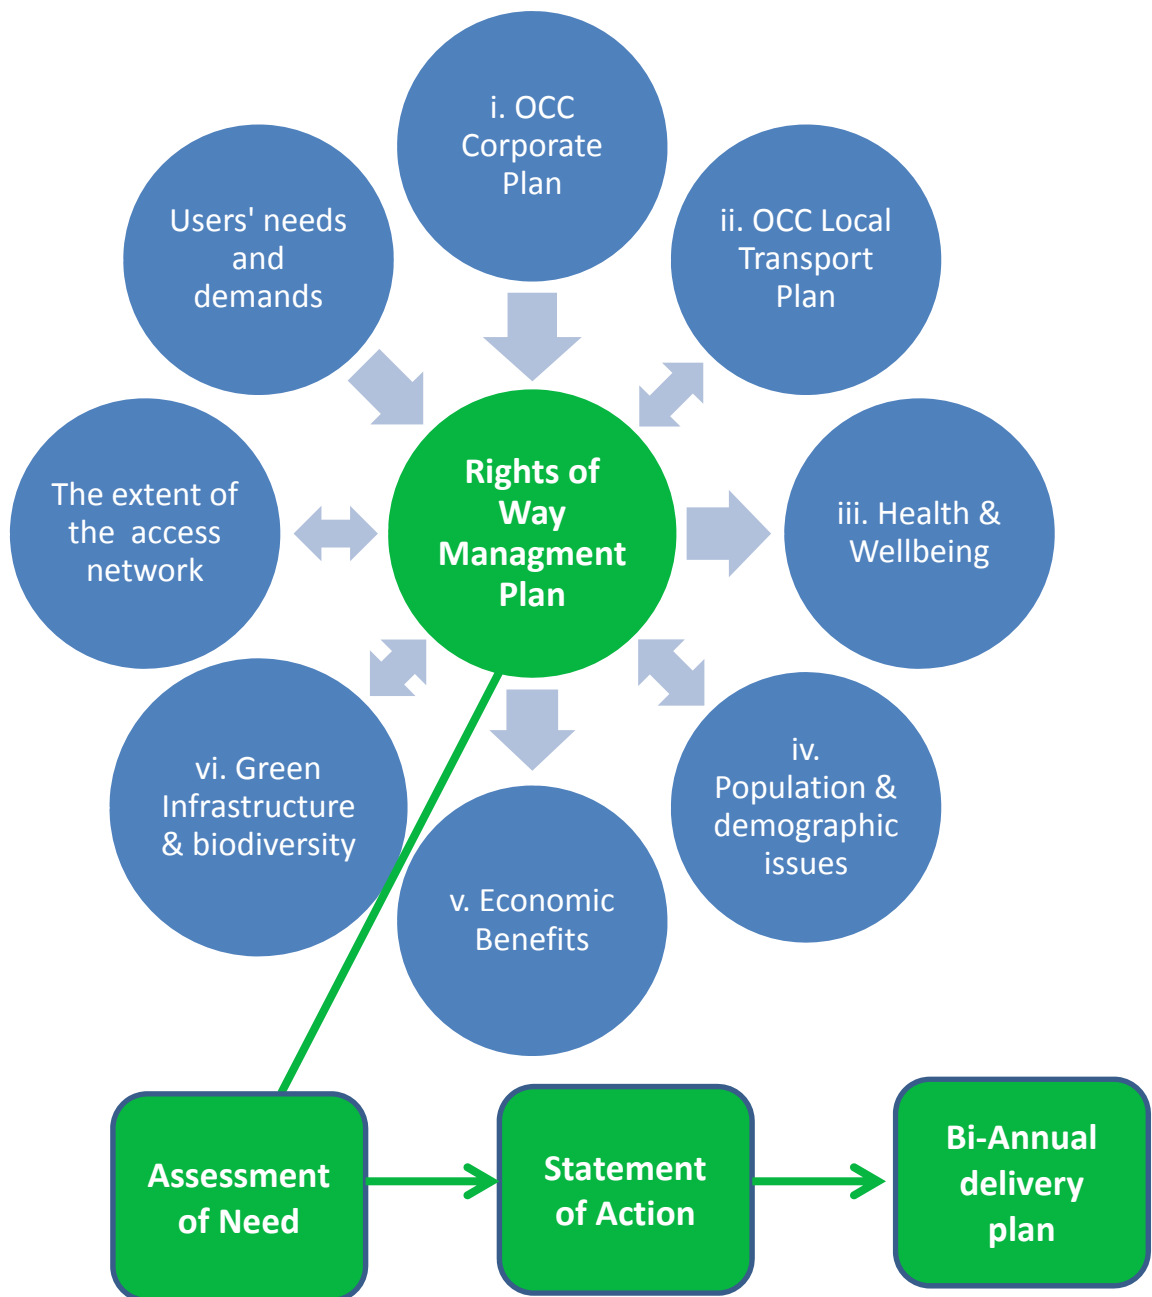 i. OCC
Corporate
Plan
ii. OCC Local
Transport
Plan
iii. Health &
Wellbeing
iv.
Population &
demographic
issues
v. Economic
Benefits
vi. Green
Infrastructure
& biodiversity
The extent of
the access
network
Users' needs
and
demands
Rights of
Way
Managment
Plan
Assessment
of Need
Statement
of Action
Bi-Annual
delivery
plan